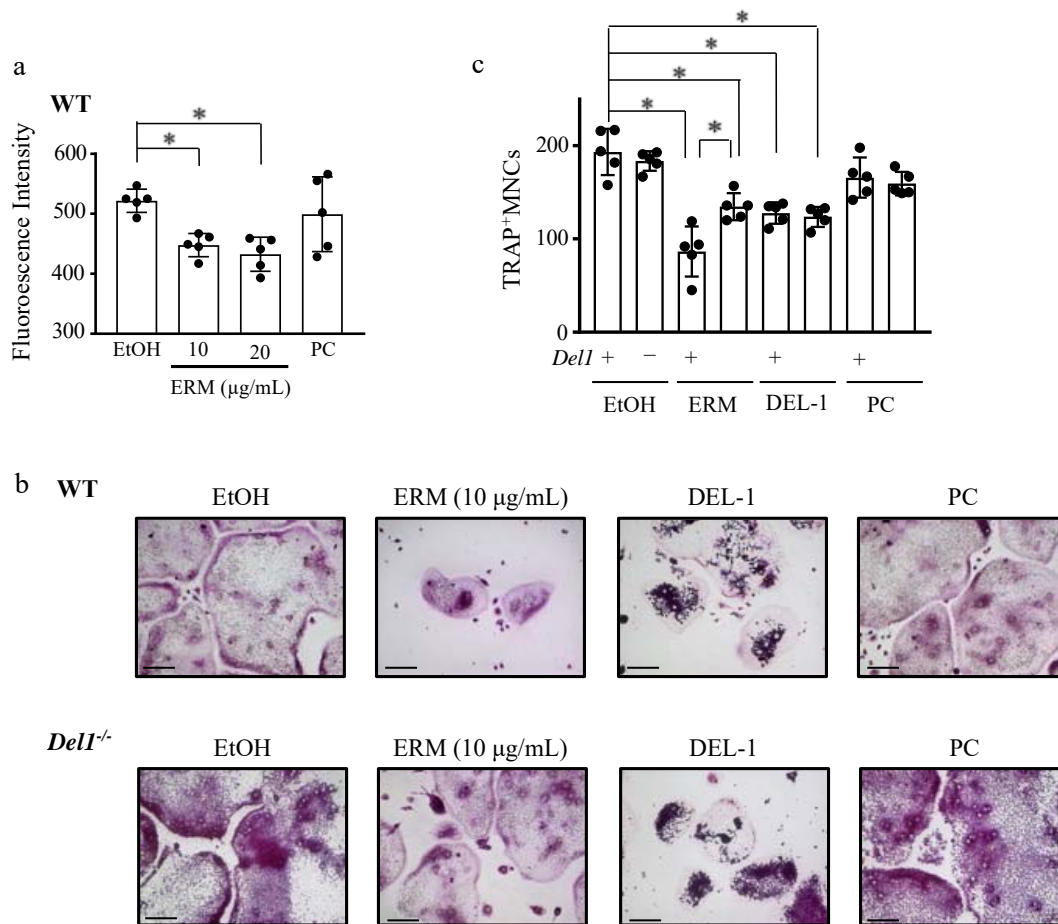 a
WT
*
*
Fluoroescence Intensity
600
500
400
300
EtOH
10
20
PC
ERM (μg/mL)
c
*
*
*
*
*
TRAP⁺MNCs
200
100
0
Del1 + − + + +
EtOH ERM DEL-1 PC
b
WT
EtOH ERM (10 μg/mL) DEL-1 PC
Del1⁻/⁻
EtOH ERM (10 μg/mL) DEL-1 PC